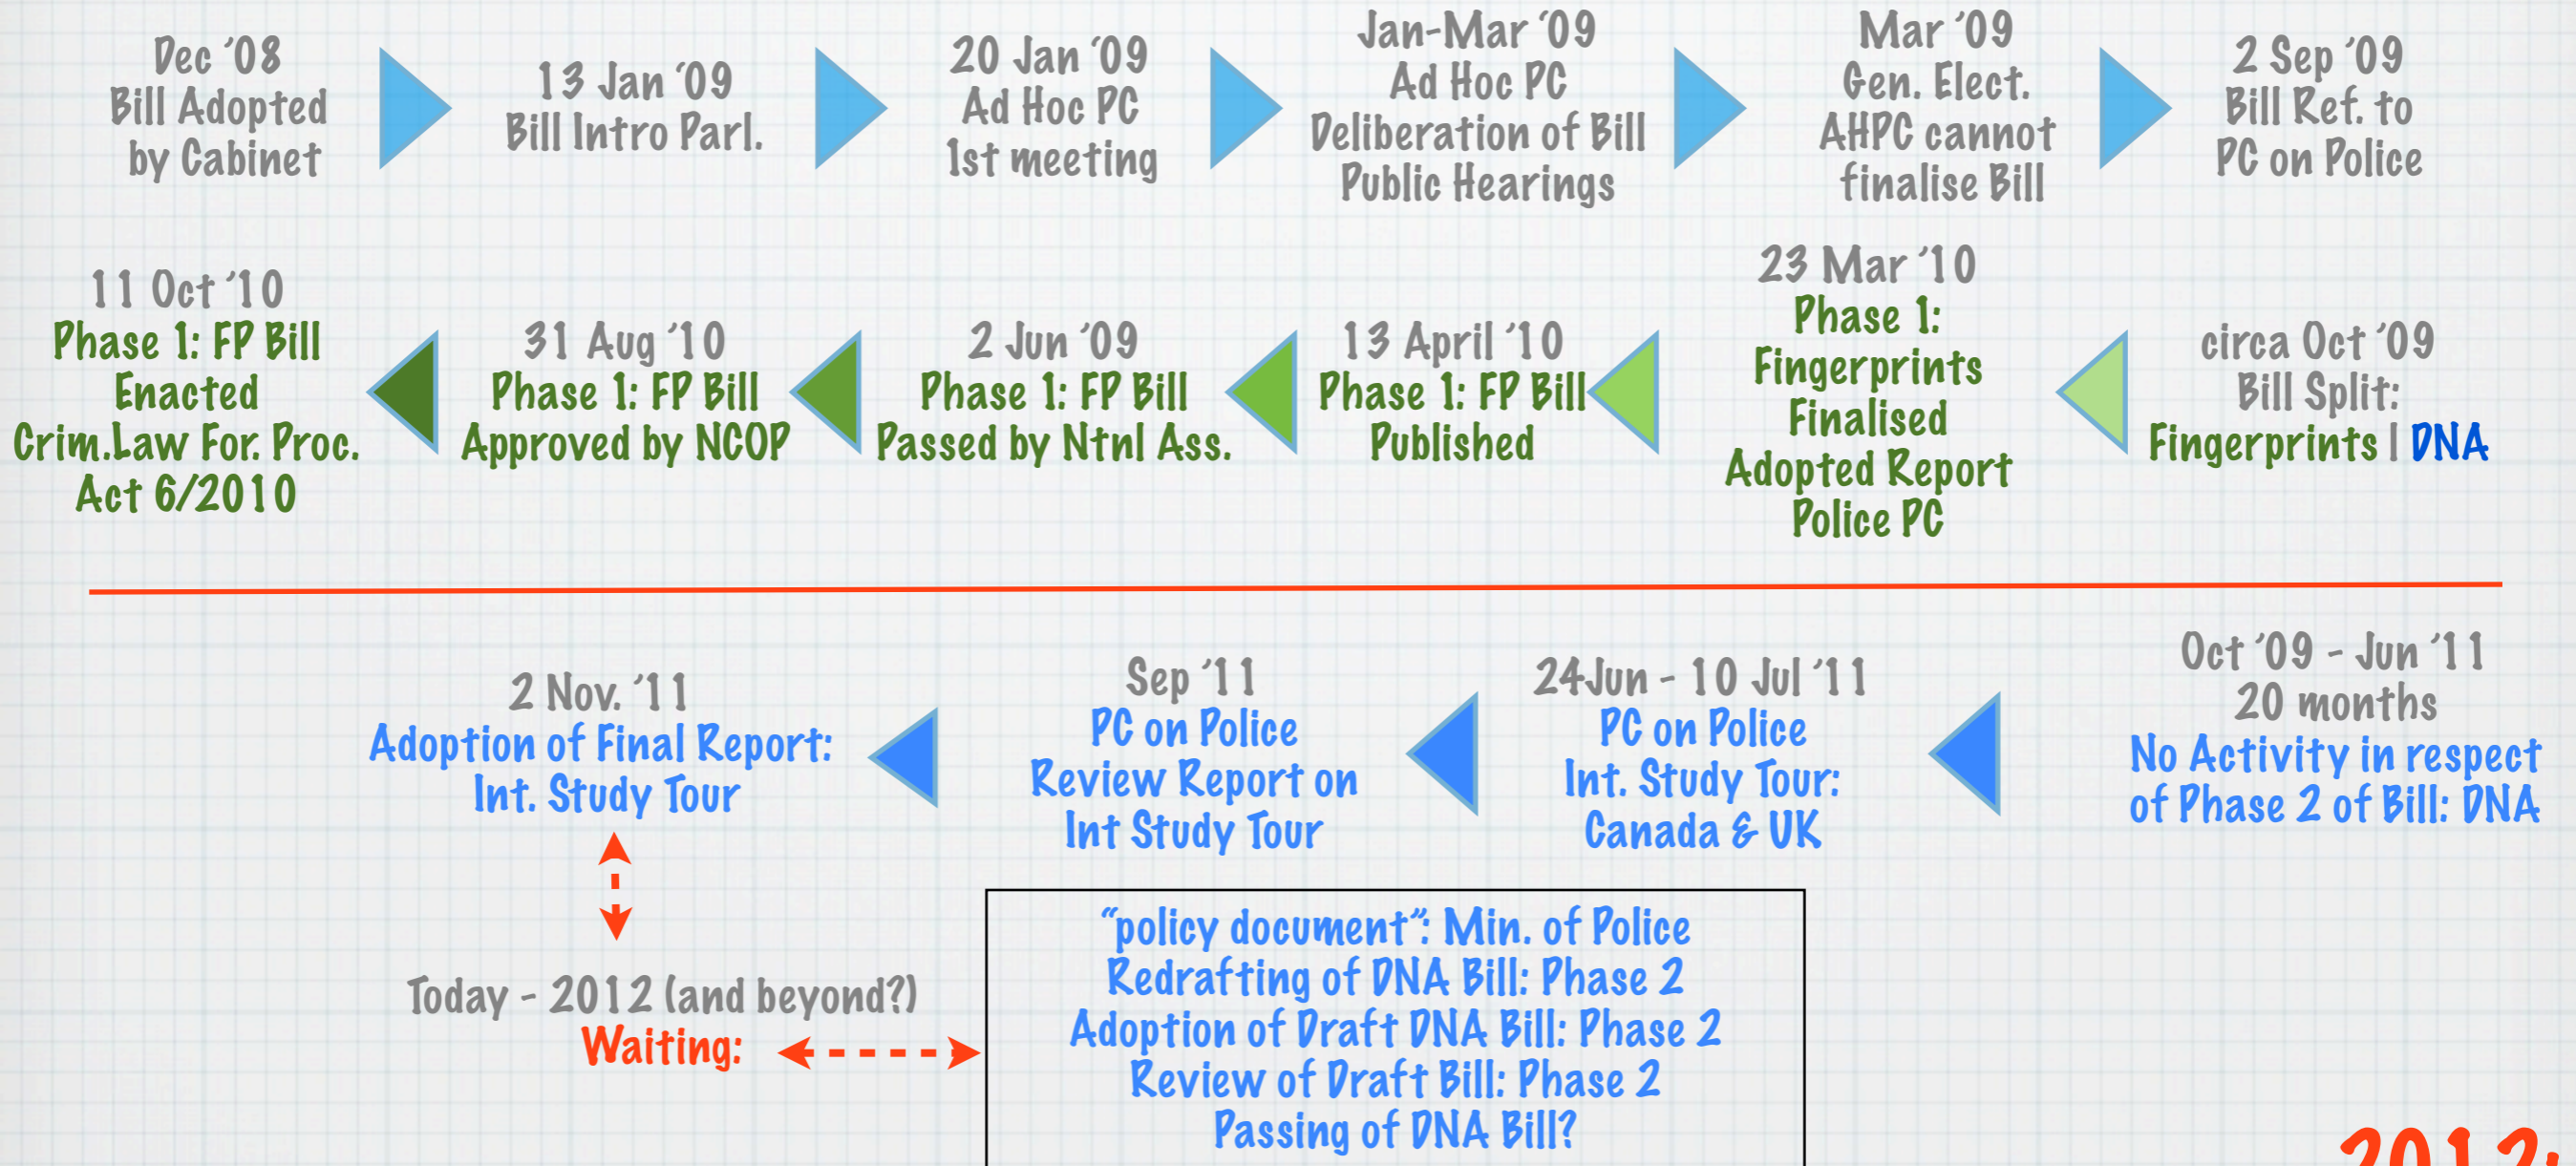 Dec '08
Bill Adopted
by Cabinet
13 Jan '09
Bill Intro Parl.
20 Jan '09
Ad Hoc PC
1st meeting
Jan-Mar '09
Ad Hoc PC
Deliberation of Bill
Public Hearings
Mar '09
Gen. Elect.
AHPC cannot
finalise Bill
2 Sep '09
Bill Ref. to
PC on Police
circa Oct '09
Bill Split:
Fingerprints | DNA
23 Mar '10
Phase 1:
Fingerprints
Finalised
Adopted Report
Police PC
13 April '10
Phase 1: FP Bill
Published
2 Jun '09
Phase 1: FP Bill
Passed by Ntnl Ass.
31 Aug '10
Phase 1: FP Bill
Approved by NCOP
11 Oct '10
Phase 1: FP Bill
Enacted
Crim.Law For. Proc.
Act 6/2010
Oct '09 - Jun '11
20 months
No Activity in respect
of Phase 2 of Bill: DNA
24Jun - 10 Jul '11
PC on Police
Int. Study Tour:
Canada & UK
Sep '11
PC on Police
Review Report on
Int Study Tour
2 Nov. '11
Adoption of Final Report:
Int. Study Tour
Today - 2012 (and beyond?)
Waiting:
"policy document": Min. of Police
Redrafting of DNA Bill: Phase 2
Adoption of Draft DNA Bill: Phase 2
Review of Draft Bill: Phase 2
Passing of DNA Bill?
2012: